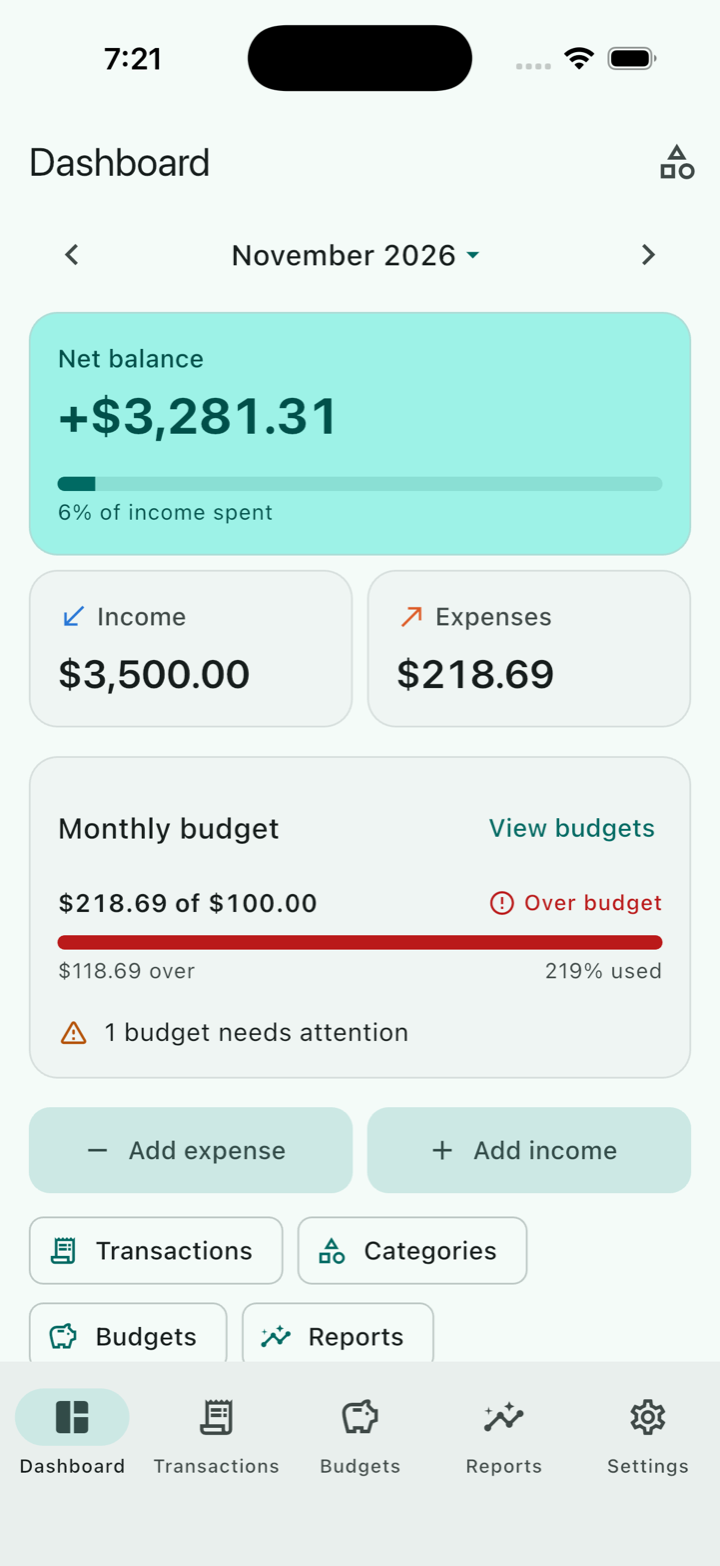 7:21
Dashboard
November 2026
Net balance
+$3,281.31
6% of income spent
Income
$3,500.00
Expenses
$218.69
Monthly budget
View budgets
$218.69 of $100.00
Over budget
$118.69 over
219% used
1 budget needs attention
Add expense
Add income
Transactions
Categories
Budgets
Reports
Dashboard
Transactions
Budgets
Reports
Settings